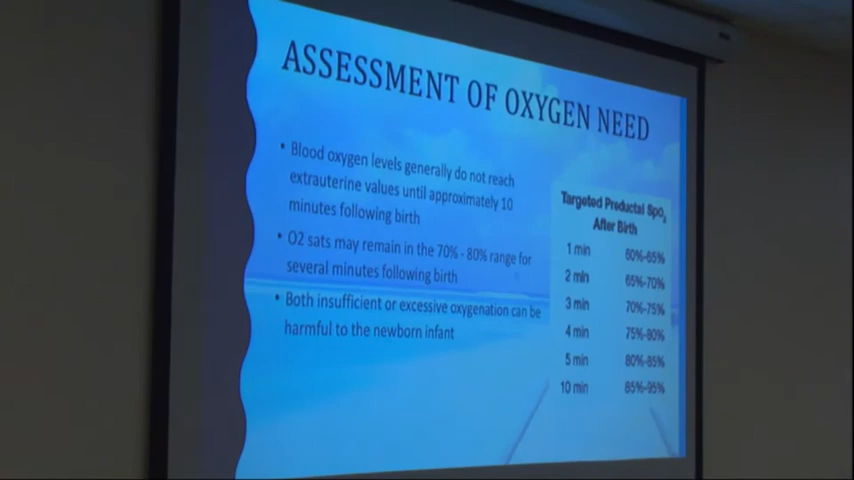 ASSESSMENT OF OXYGEN NEED
• Blood oxygen levels generally do not reach
extrauterine values until approximately 10
minutes following birth
• O2 sats may remain in the 70% - 80% range for
several minutes following birth
• Both insufficient or excessive oxygenation can be
harmful to the newborn infant
Targeted Preductal Spo₂
After Birth
1 min 60%-65%
2 min 65%-70%
3 min 70%-75%
4 min 75%-80%
5 min 80%-85%
10 min 85%-95%